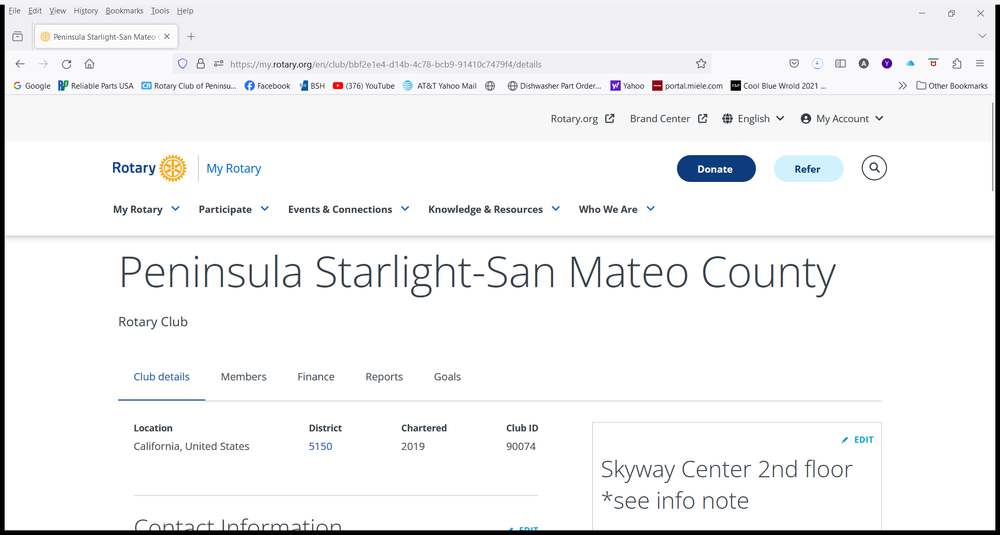 File Edit View History Bookmarks Tools Help
Peninsula Starlight-San Mateo
https://my.rotary.org/en/club/bbf2e1e4-d14b-4c78-bcb9-91410c7479f4/details
A Y
Google Reliable Parts USA CR Rotary Club of Peninsu... Facebook BSH (376) YouTube AT&T Yahoo Mail Dishwasher Part Order... y! Yahoo Miele portal.miele.com F&P Cool Blue Wrold 2021 ... Other Bookmarks
Rotary.org Brand Center English My Account
Rotary My Rotary Donate Refer
My Rotary Participate Events & Connections Knowledge & Resources Who We Are
Peninsula Starlight-San Mateo County
Rotary Club
Club details Members Finance Reports Goals
Location District Chartered Club ID
California, United States 5150 2019 90074
EDIT
Skyway Center 2nd floor
*see info note
Contact Information EDIT